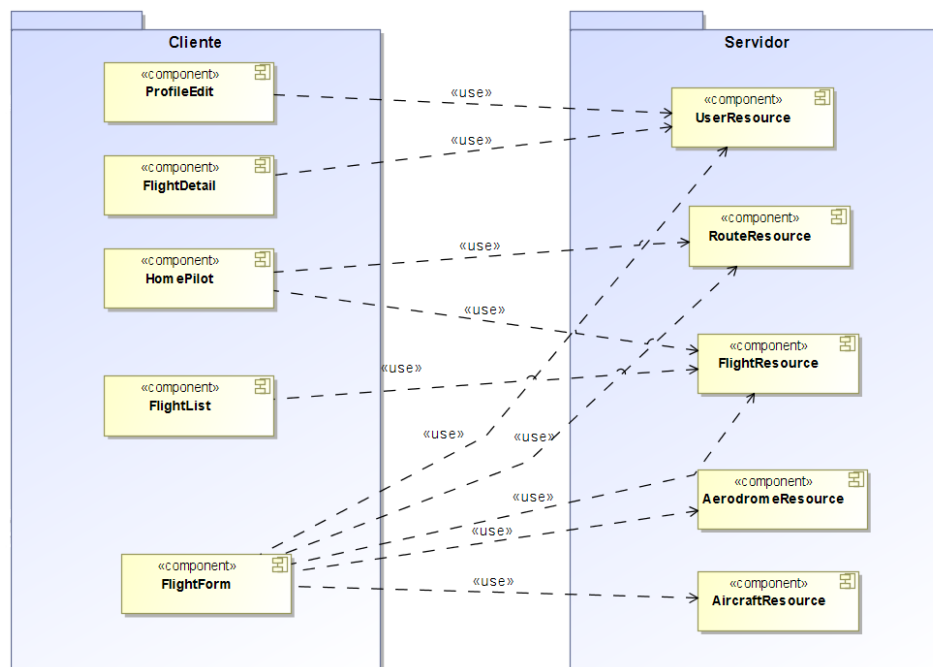 Cliente
«component»
ProfileEdit
«component»
FlightDetail
«component»
HomePilot
«component»
FlightList
«component»
FlightForm
«use»
«use»
«use»
«use»
«use»
«use»
«use»
«use»
«use»
Servidor
«component»
UserResource
«component»
RouteResource
«component»
FlightResource
«component»
AerodromeResource
«component»
AircraftResource